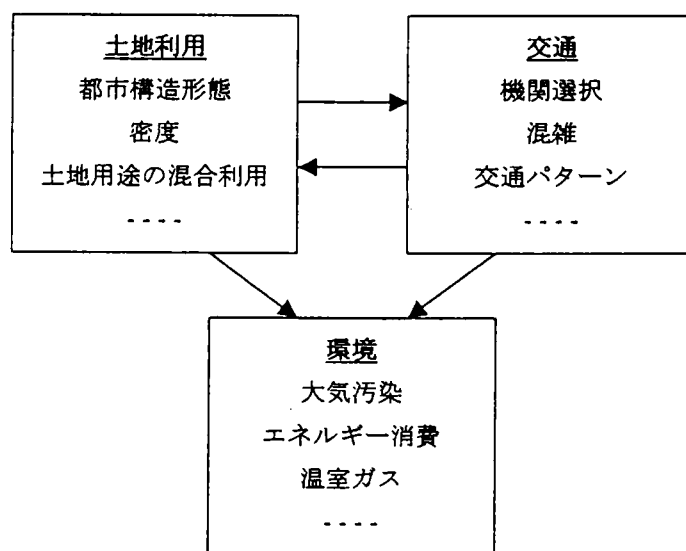 土地利用
都市構造形態
密度
土地用途の混合利用
- - - -
交通
機関選択
混雑
交通パターン
- - - -
環境
大気汚染
エネルギー消費
温室ガス
- - - -